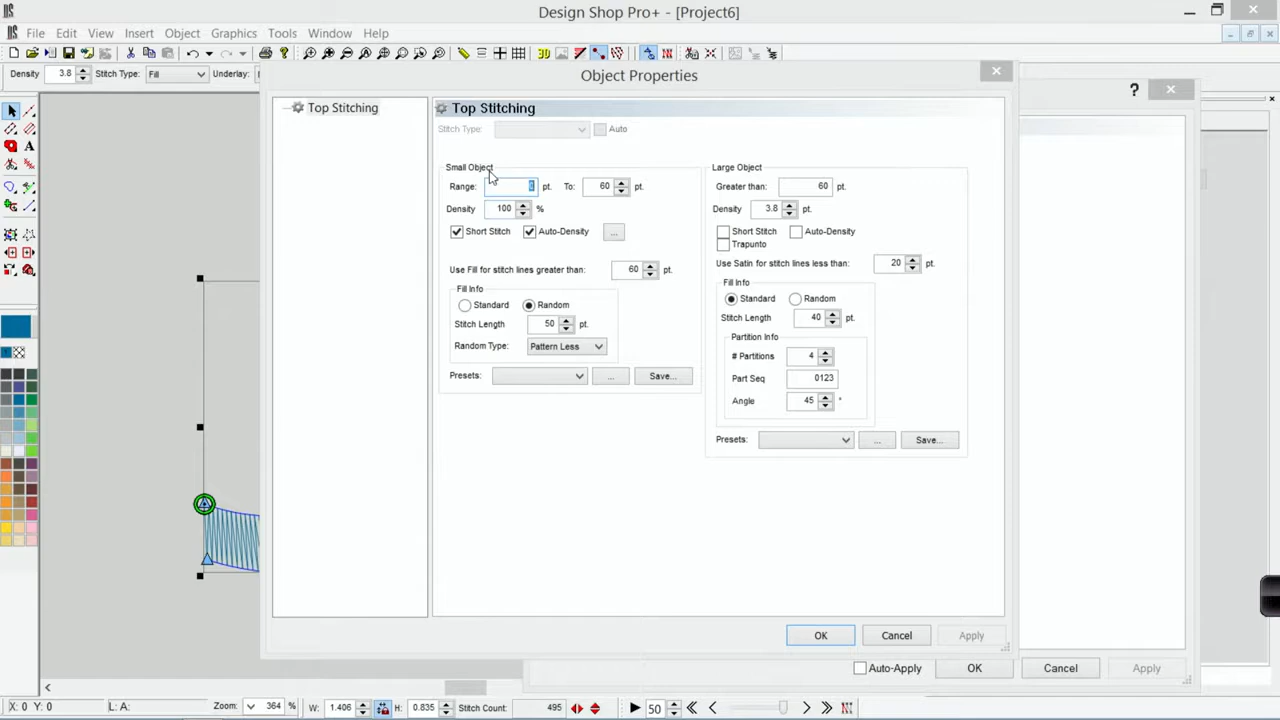 Design Shop Pro+ - [Project6]
File Edit View Insert Object Graphics Tools Window Help
3D
Density 3.8 Stitch Type: Fill Underlay:
Object Properties
Top Stitching
Top Stitching
Stitch Type: Auto
Small Object
Range: pt. To: 60 pt.
Density 100 %
Short Stitch Auto-Density ...
Use Fill for stitch lines greater than: 60 pt.
Fill Info
Standard Random
Stitch Length 50 pt.
Random Type: Pattern Less
Presets: ... Save...
Large Object
Greater than: 60 pt.
Density 3.8 pt.
Short Stitch Auto-Density
Trapunto
Use Satin for stitch lines less than: 20 pt.
Fill Info
Standard Random
Stitch Length 40 pt.
Partition Info
# Partitions 4
Part Seq 0123
Angle 45 °
Presets: ... Save...
OK Cancel Apply
Auto-Apply OK Cancel Apply
X: 0 Y: 0 L: A: Zoom: 364 % W: 1.406 H: 0.835 Stitch Count: 495 50